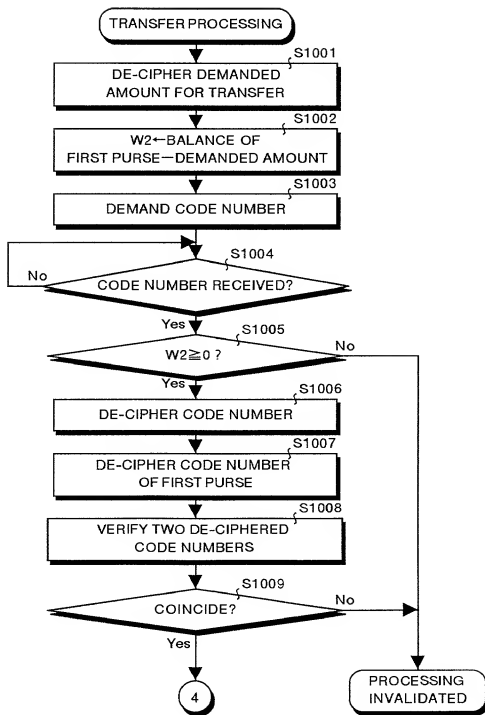 TRANSFER PROCESSING
S1001
DE-CIPHER DEMANDED
AMOUNT FOR TRANSFER
S1002
W2←BALANCE OF
FIRST PURSE−DEMANDED AMOUNT
S1003
DEMAND CODE NUMBER
S1004
No
CODE NUMBER RECEIVED?
Yes
S1005
No
W2≧0 ?
Yes
S1006
DE-CIPHER CODE NUMBER
S1007
DE-CIPHER CODE NUMBER
OF FIRST PURSE
S1008
VERIFY TWO DE-CIPHERED
CODE NUMBERS
S1009
No
COINCIDE?
Yes
4
PROCESSING
INVALIDATED